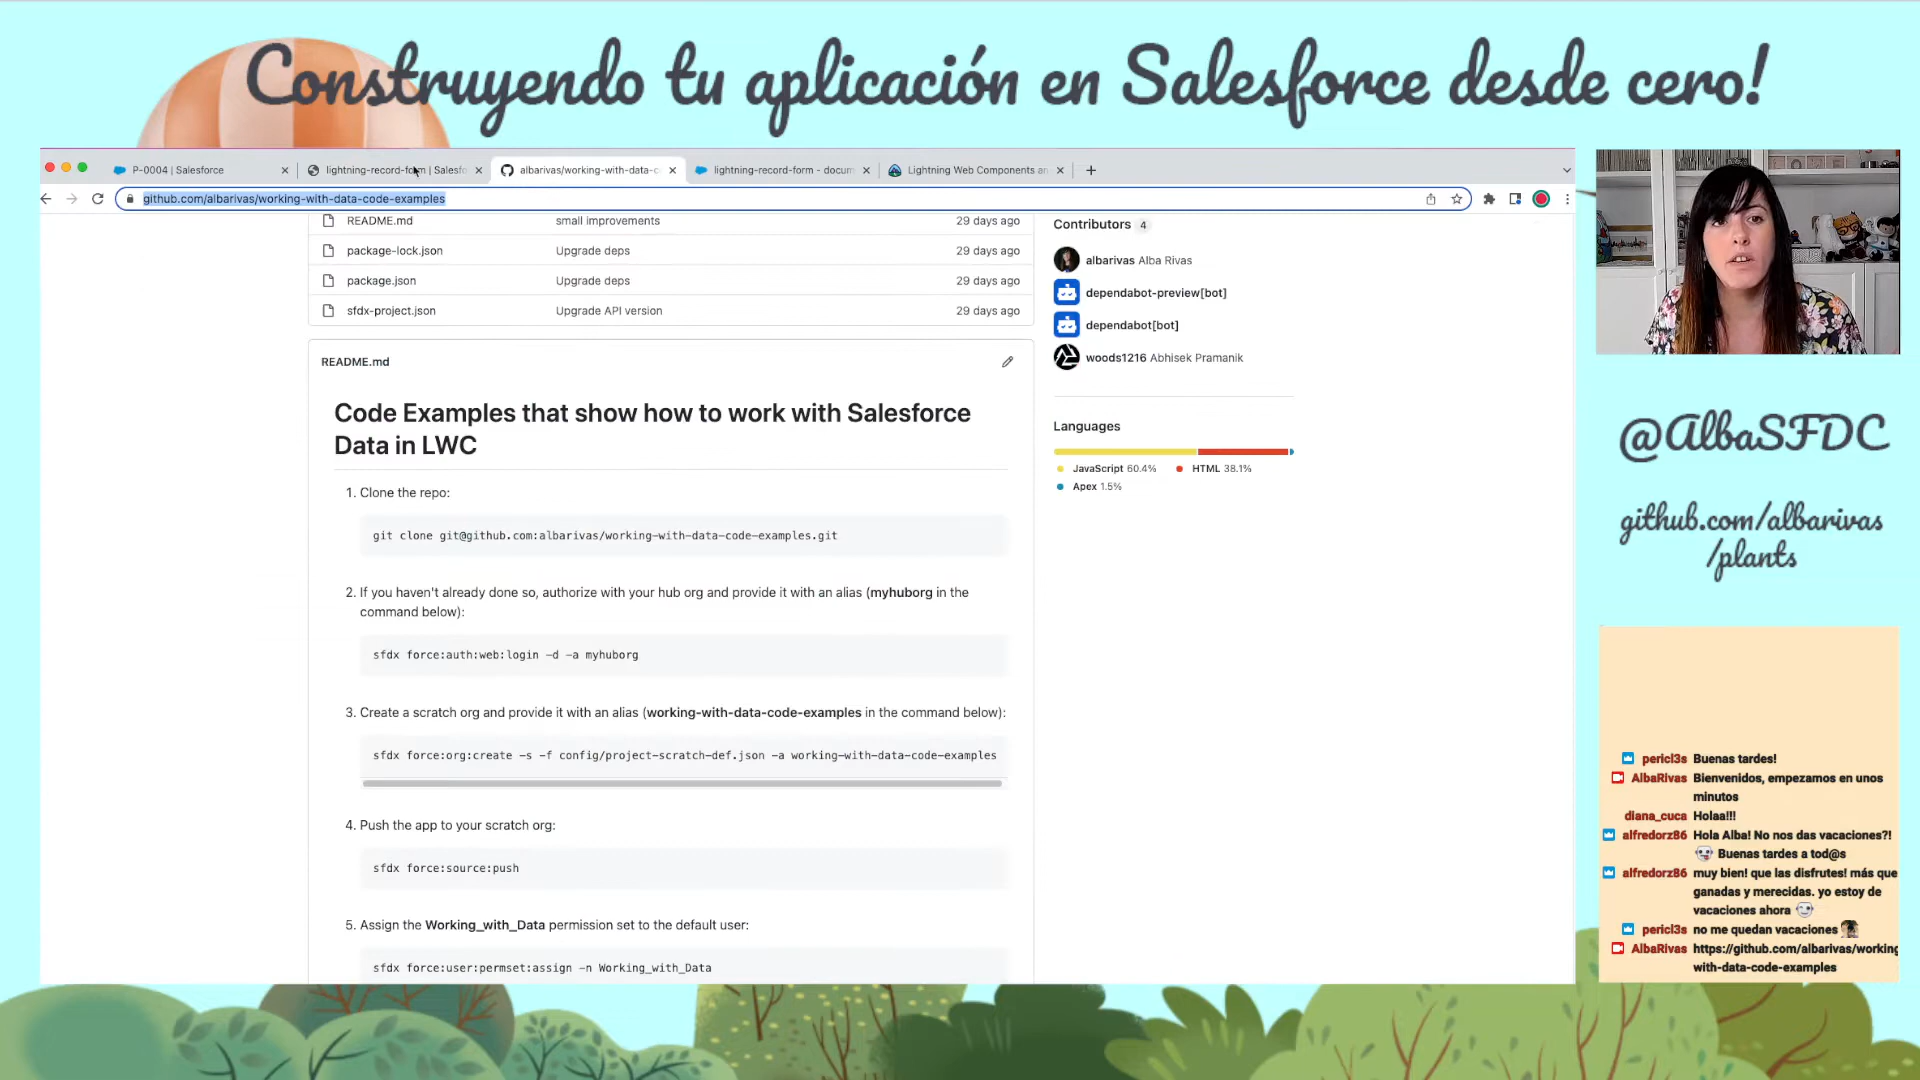 Construyendo tu aplicación en Salesforce desde cero!
P-0004 | Salesforce
lightning-record-form | Salesfo
albarivas/working-with-data-c
lightning-record-form - docum
Lightning Web Components an
github.com/albarivas/working-with-data-code-examples
README.md small improvements 29 days ago
package-lock.json Upgrade deps 29 days ago
package.json Upgrade deps 29 days ago
sfdx-project.json Upgrade API version 29 days ago
README.md
Code Examples that show how to work with Salesforce
Data in LWC
1. Clone the repo:
git clone git@github.com:albarivas/working-with-data-code-examples.git
2. If you haven't already done so, authorize with your hub org and provide it with an alias (myhuborg in the
command below):
sfdx force:auth:web:login -d -a myhuborg
3. Create a scratch org and provide it with an alias (working-with-data-code-examples in the command below):
sfdx force:org:create -s -f config/project-scratch-def.json -a working-with-data-code-examples
4. Push the app to your scratch org:
sfdx force:source:push
5. Assign the Working_with_Data permission set to the default user:
sfdx force:user:permset:assign -n Working_with_Data
Contributors 4
albarivas Alba Rivas
dependabot-preview[bot]
dependabot[bot]
woods1216 Abhisek Pramanik
Languages
JavaScript 60.4% HTML 38.1%
Apex 1.5%
@AlbaSFDC
github.com/albarivas
/plants
pericl3s Buenas tardes!
AlbaRivas Bienvenidos, empezamos en unos
minutos
diana_cuca Holaa!!!
alfredorz86 Hola Alba! No nos das vacaciones?!
Buenas tardes a tod@s
alfredorz86 muy bien! que las disfrutes! más que
ganadas y merecidas. yo estoy de
vacaciones ahora
pericl3s no me quedan vacaciones
AlbaRivas https://github.com/albarivas/working
with-data-code-examples